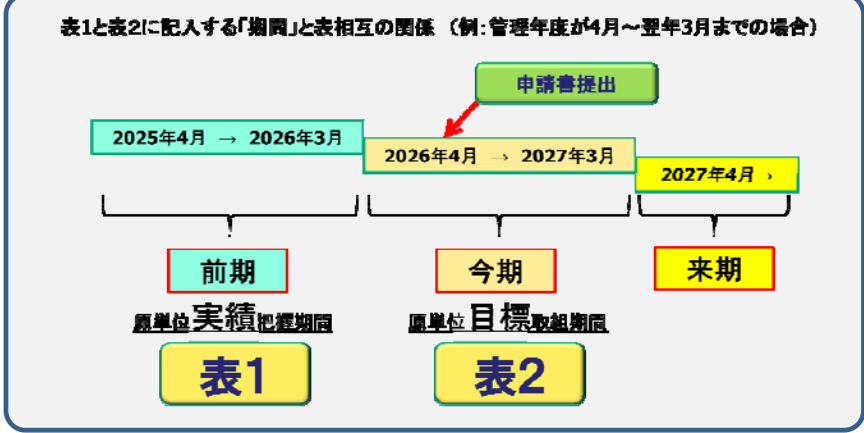 表1と表2に記入する「期間」と表相互の関係 (例:管理年度が4月～翌年3月までの場合)
申請書提出
2025年4月 → 2026年3月
2026年4月 → 2027年3月
2027年4月 ›
前期
今期
来期
原単位実績把握期間
原単位目標取組期間
表1
表2